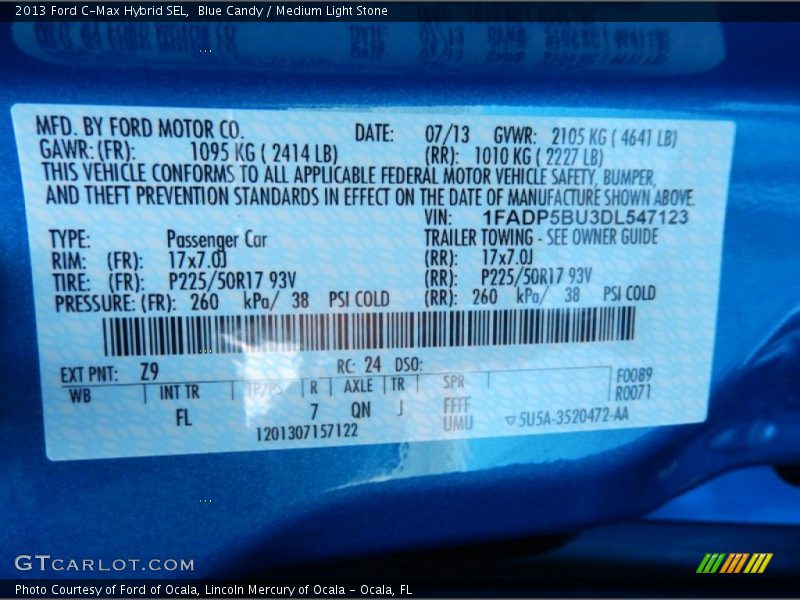 2013 Ford C-Max Hybrid SEL,  Blue Candy / Medium Light Stone
MFD. BY FORD MOTOR CO. DATE: 07/13 GVWR: 2105 KG ( 4641 LB)
GAWR: (FR): 1095 KG ( 2414 LB) (RR): 1010 KG ( 2227 LB)
THIS VEHICLE CONFORMS TO ALL APPLICABLE FEDERAL MOTOR VEHICLE SAFETY, BUMPER,
AND THEFT PREVENTION STANDARDS IN EFFECT ON THE DATE OF MANUFACTURE SHOWN ABOVE.
VIN: 1FADP5BU3DL547123
TYPE: Passenger Car TRAILER TOWING - SEE OWNER GUIDE
RIM: (FR): 17x7.0J (RR): 17x7.0J
TIRE: (FR): P225/50R17 93V (RR): P225/50R17 93V
PRESSURE: (FR): 260 kPa/ 38 PSI COLD (RR): 260 kPa/ 38 PSI COLD
EXT PNT: Z9 RC: 24 DSO: F0089
WB INT TR TP/PS R AXLE TR SPR R0071
FL 7 QN J FFFF
1201307157122 UMU 5U5A-3520472-AA
GTCARLOT.COM
Photo Courtesy of Ford of Ocala, Lincoln Mercury of Ocala - Ocala, FL